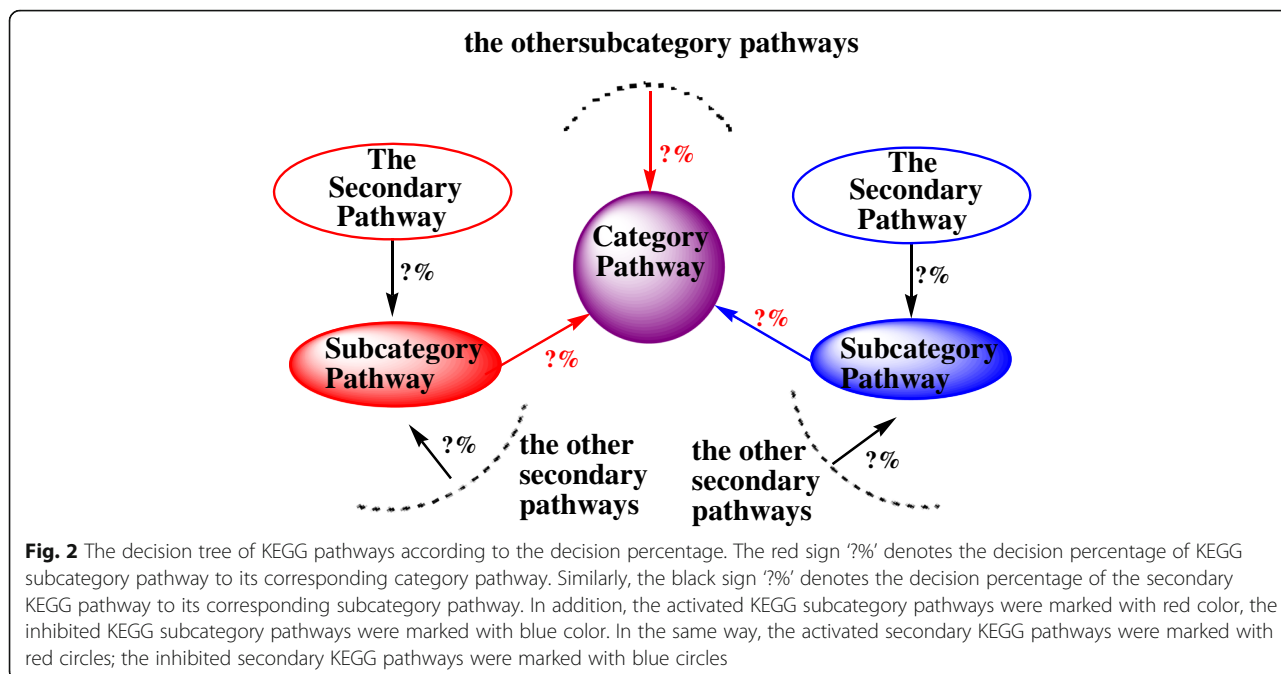 the othersubcategory pathways
?%
The
Secondary
Pathway
The
Secondary
Pathway
Category
Pathway
?%
?%
?%
?%
Subcategory
Pathway
Subcategory
Pathway
?%
?%
the other
secondary
pathways
the other
secondary
pathways
Fig. 2 The decision tree of KEGG pathways according to the decision percentage. The red sign ‘?%’ denotes the decision percentage of KEGG
subcategory pathway to its corresponding category pathway. Similarly, the black sign ‘?%’ denotes the decision percentage of the secondary
KEGG pathway to its corresponding subcategory pathway. In addition, the activated KEGG subcategory pathways were marked with red color, the
inhibited KEGG subcategory pathways were marked with blue color. In the same way, the activated secondary KEGG pathways were marked with
red circles; the inhibited secondary KEGG pathways were marked with blue circles